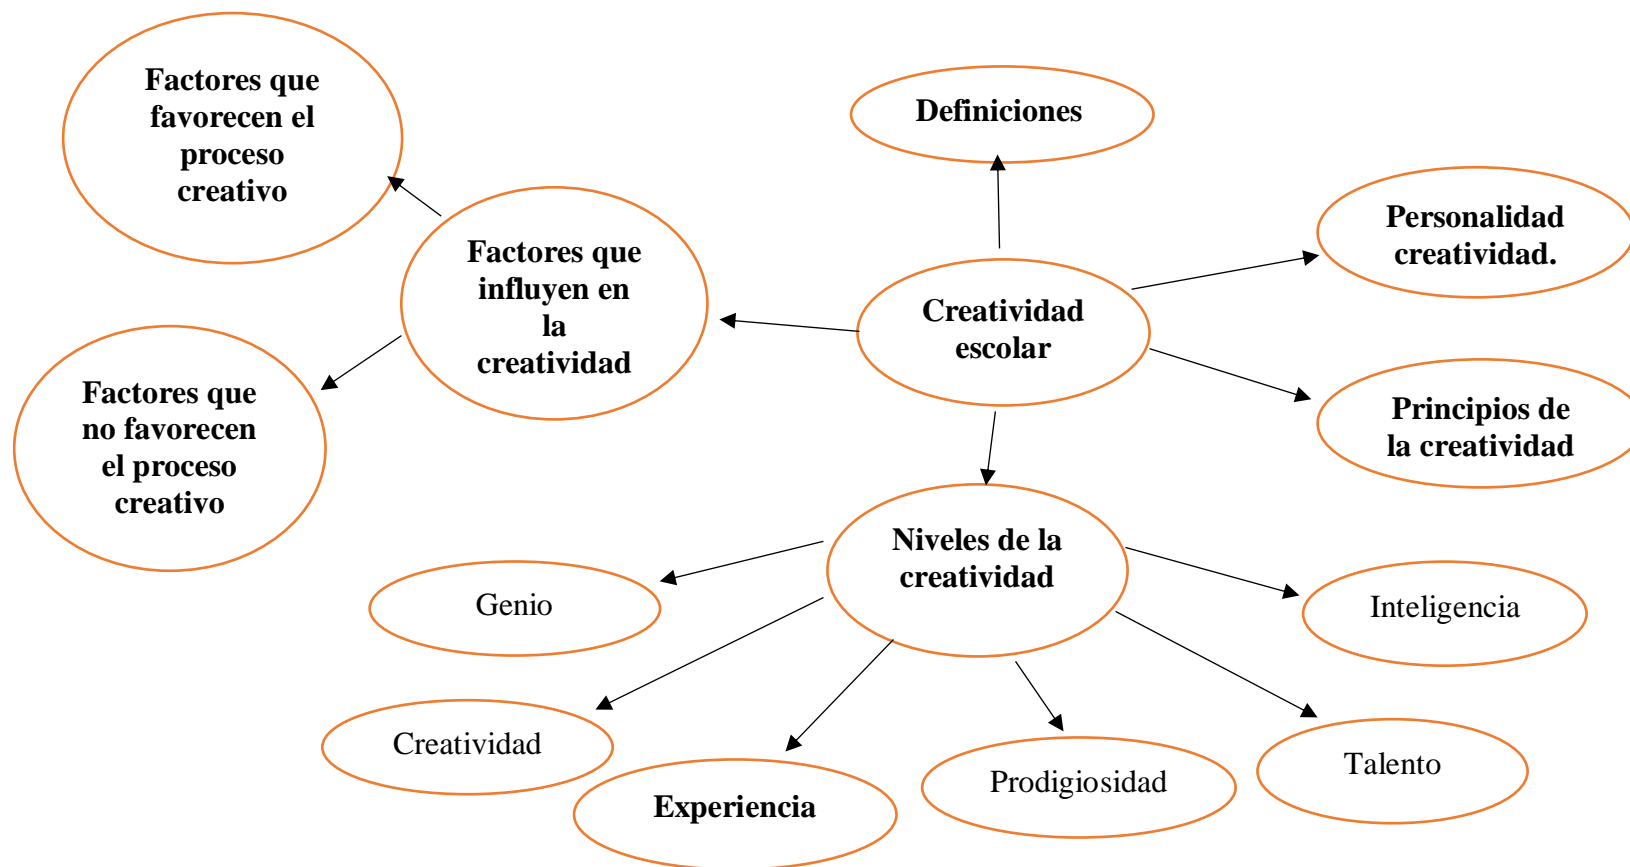 Factores que
favorecen el
proceso
creativo
Definiciones
Personalidad
creatividad.
Factores que
influyen en
la
creatividad
Creatividad
escolar
Factores que
no favorecen
el proceso
creativo
Principios de
la creatividad
Niveles de la
creatividad
Genio
Inteligencia
Creatividad
Experiencia
Prodigiosidad
Talento